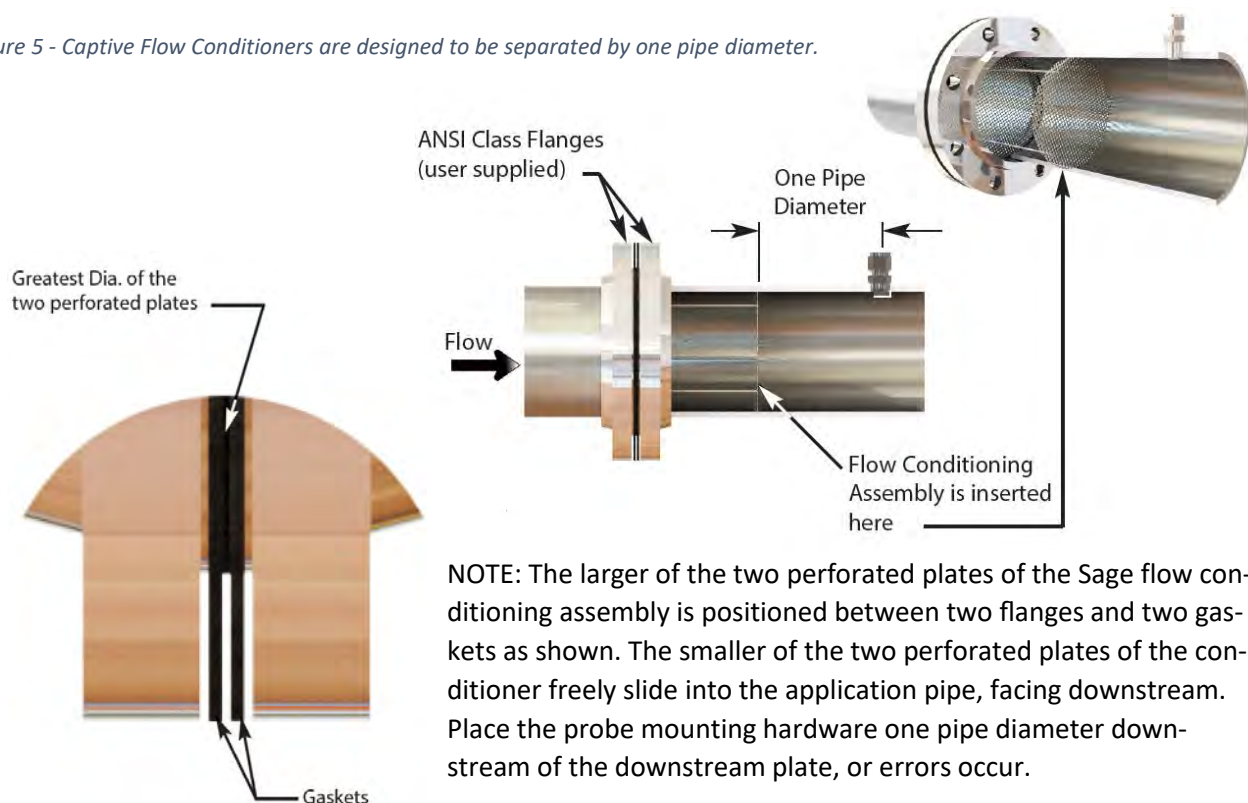 ure 5 - Captive Flow Conditioners are designed to be separated by one pipe diameter.
ANSI Class Flanges
(user supplied)
One Pipe
Diameter
Greatest Dia. of the
two perforated plates
Flow
Flow Conditioning
Assembly is inserted
here
NOTE: The larger of the two perforated plates of the Sage flow con-
ditioning assembly is positioned between two flanges and two gas-
kets as shown. The smaller of the two perforated plates of the con-
ditioner freely slide into the application pipe, facing downstream.
Place the probe mounting hardware one pipe diameter down-
stream of the downstream plate, or errors occur.
Gaskets